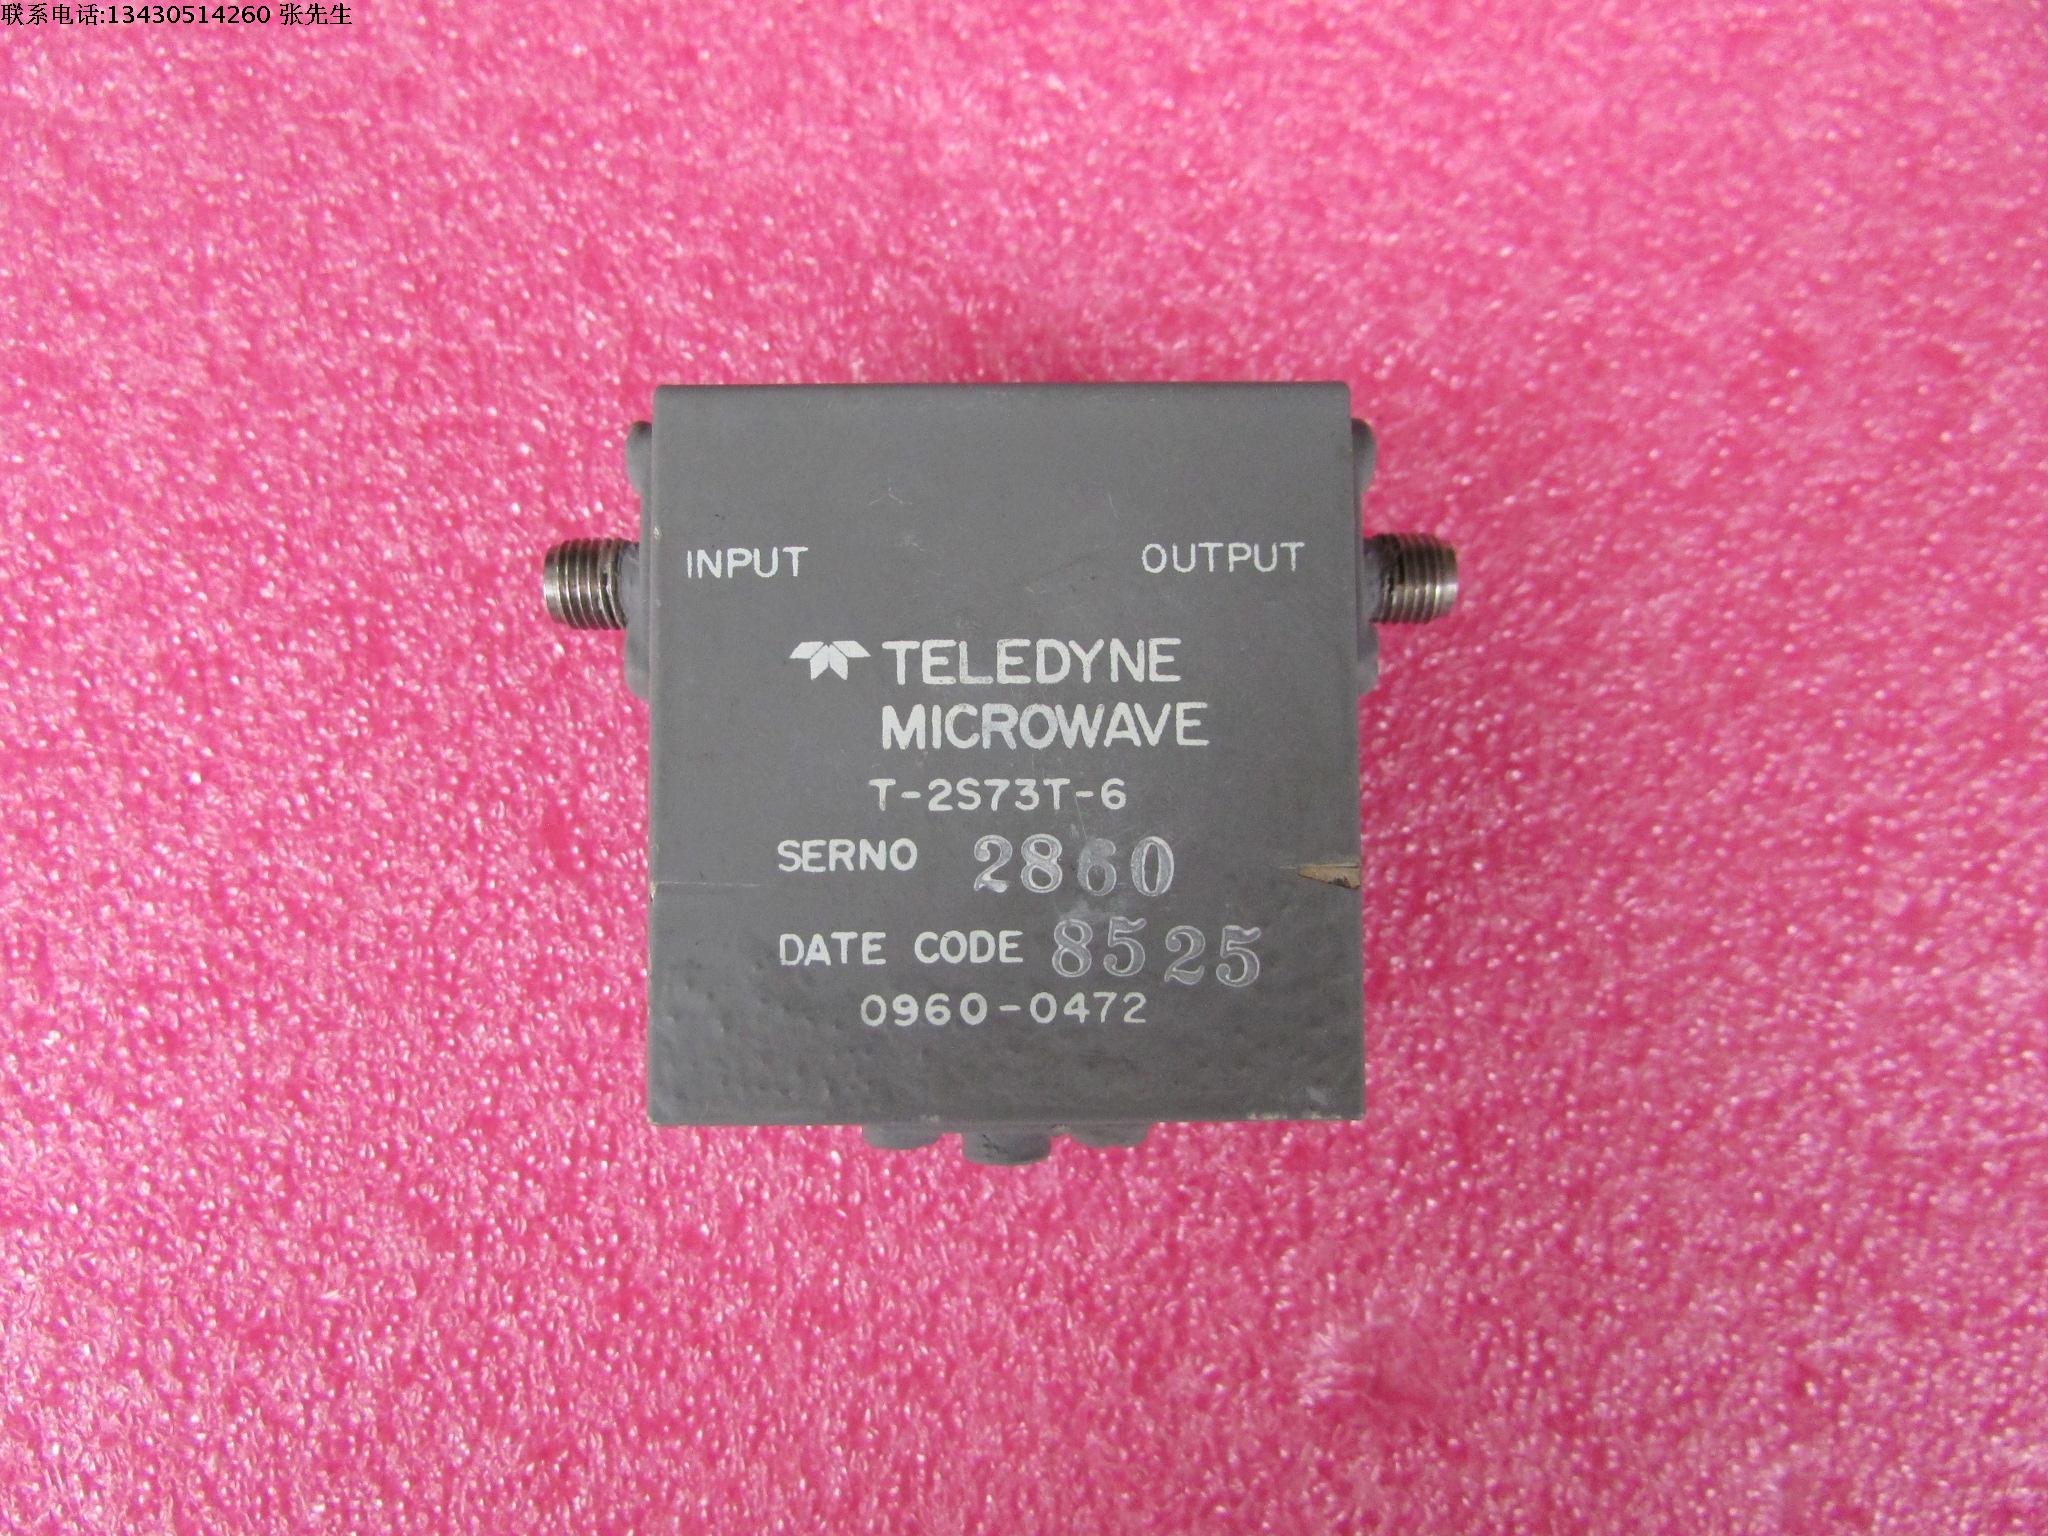 联系电话:13430514260 张先生
INPUT OUTPUT
TELEDYNE
MICROWAVE
T-2S73T-6
SERNO 2860
DATE CODE 8525
0960-0472